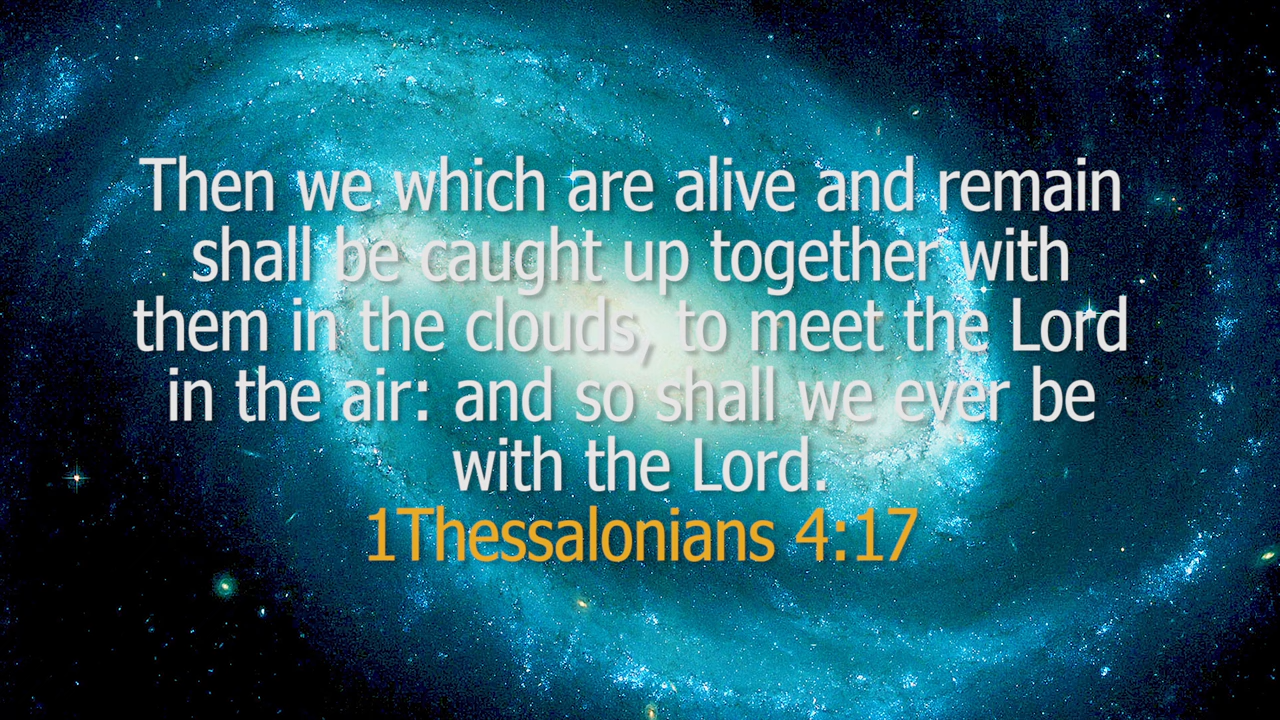 Then we which are alive and remain
shall be caught up together with
them in the clouds, to meet the Lord
in the air: and so shall we ever be
with the Lord.
1Thessalonians 4:17